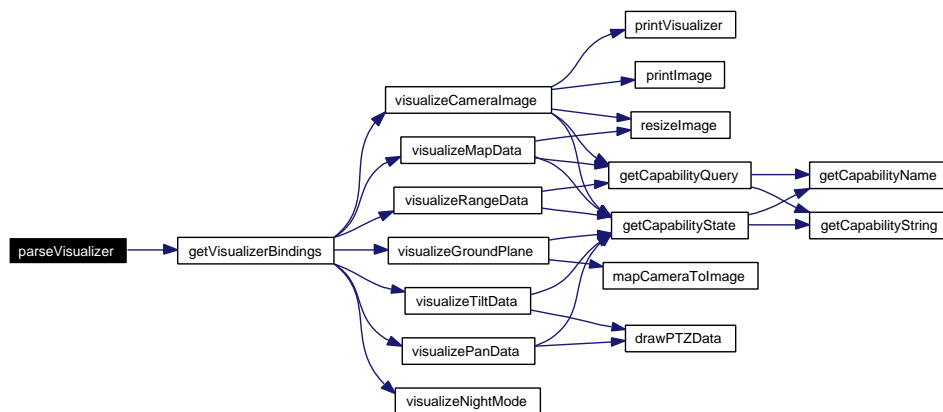 parseVisualizer
getVisualizerBindings
visualizeCameraImage
visualizeMapData
visualizeRangeData
visualizeGroundPlane
visualizeTiltData
visualizePanData
visualizeNightMode
printVisualizer
printImage
resizeImage
getCapabilityQuery
getCapabilityState
mapCameraToImage
drawPTZData
getCapabilityName
getCapabilityString